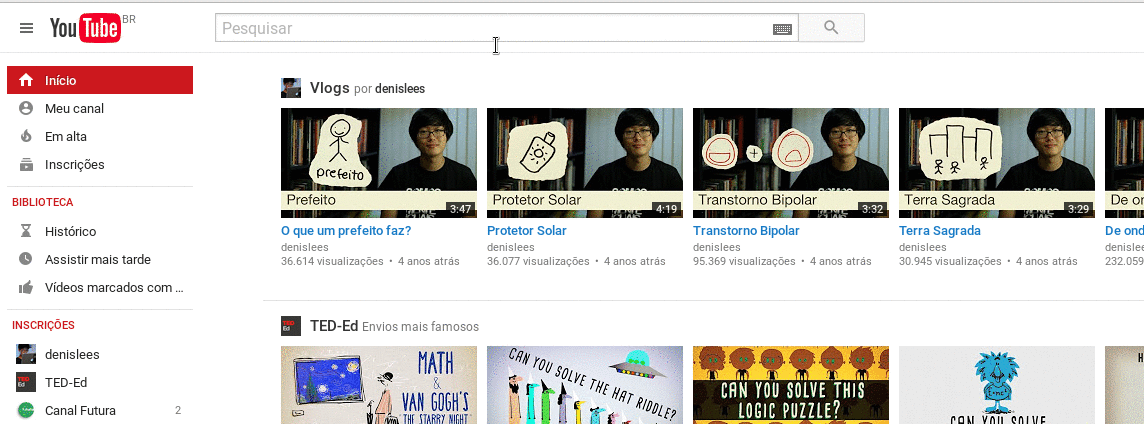 YouTube BR
Pesquisar
Início
Meu canal
Em alta
Inscrições
BIBLIOTECA
Histórico
Assistir mais tarde
Vídeos marcados com ...
INSCRIÇÕES
denislees
TED-Ed
Canal Futura 2
Vlogs por denislees
prefeito
Prefeito
3:47
O que um prefeito faz?
denislees
36.614 visualizações • 4 anos atrás
Protetor Solar
4:19
Protetor Solar
denislees
36.077 visualizações • 4 anos atrás
Transtorno Bipolar
3:32
Transtorno Bipolar
denislees
95.369 visualizações • 4 anos atrás
Terra Sagrada
3:29
Terra Sagrada
denislees
30.945 visualizações • 4 anos atrás
De
De
232.059
TED-Ed Envios mais famosos
MATH
&
VAN GOGH'S
THE STARRY NIGHT
CAN YOU SOLVE THE HAT RIDDLE?
CAN YOU SOLVE THIS
LOGIC PUZZLE?
CAN YOU SOLVE